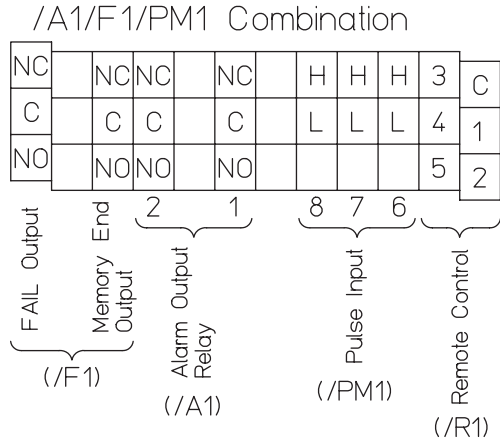 /A1/F1/PM1 Combination
NC NC NC NC H H H 3 C
C C C C L L L 4 1
NO NO NO NO 5 2
2 1 8 7 6
FAIL Output
Memory End
Output
Alarm Output
Relay
Pulse Input
Remote Control
(/F1)
(/A1)
(/PM1)
(/R1)